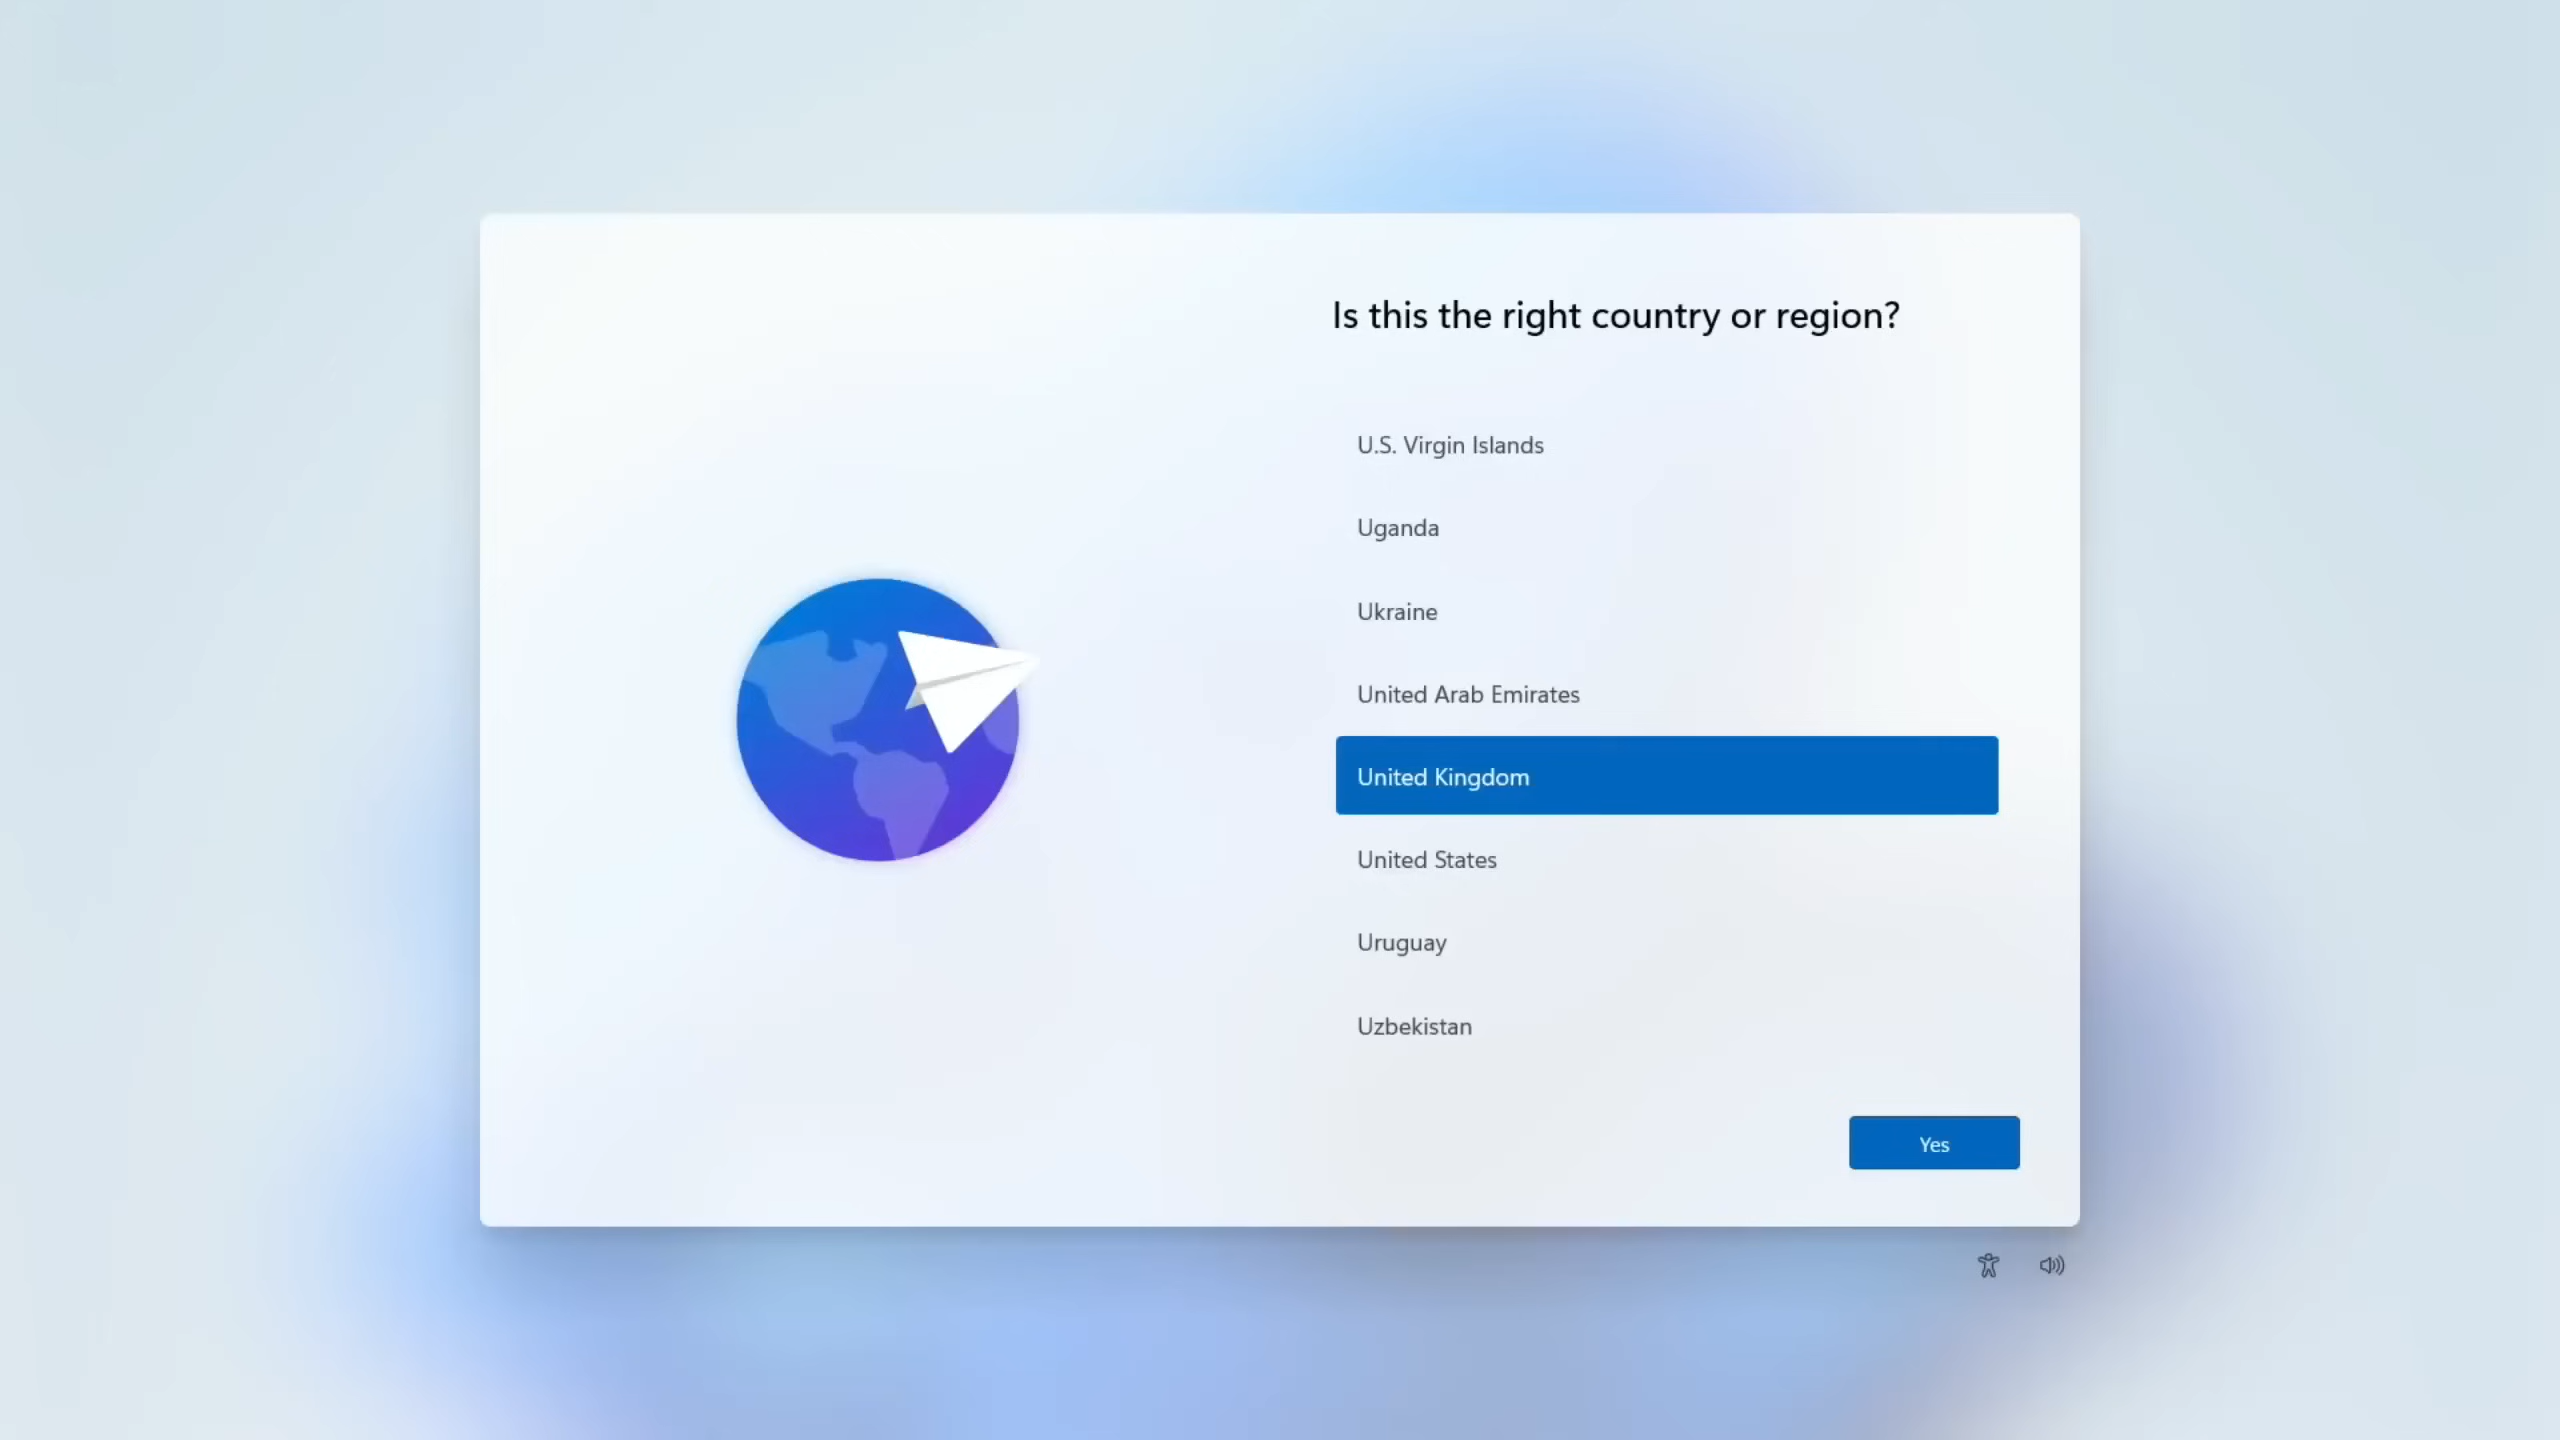 Is this the right country or region?
U.S. Virgin Islands
Uganda
Ukraine
United Arab Emirates
United Kingdom
United States
Uruguay
Uzbekistan
Yes